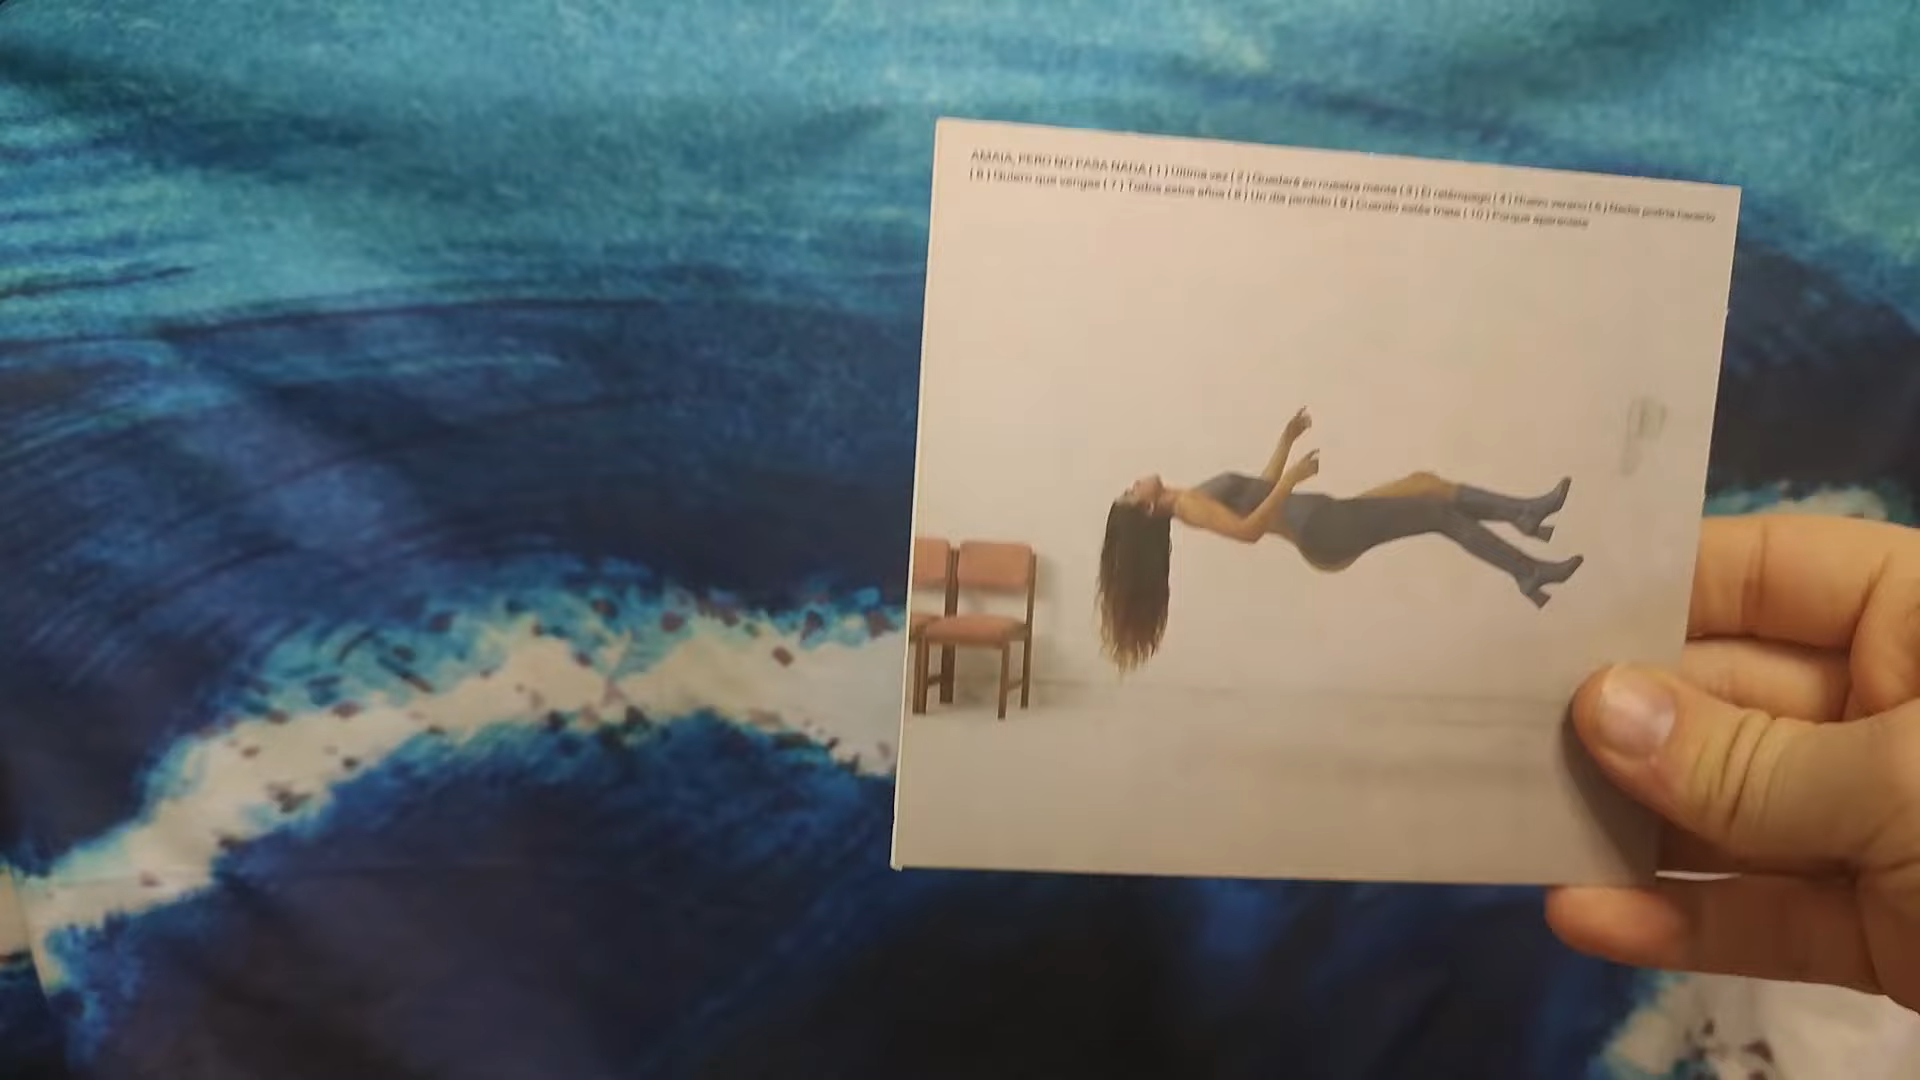 AMAIA, PERO NO PASA NADA ( 1 ) Última vez ( 2 ) Quedará en nuestra mente ( 3 ) El relámpago ( 4 ) Nuevo verano ( 5 ) Nadie podría hacerlo
( 6 ) Quiero que vengas ( 7 ) Todos estos años ( 8 ) Un día perdido ( 9 ) Cuando estés triste ( 10 ) Porque apareciste